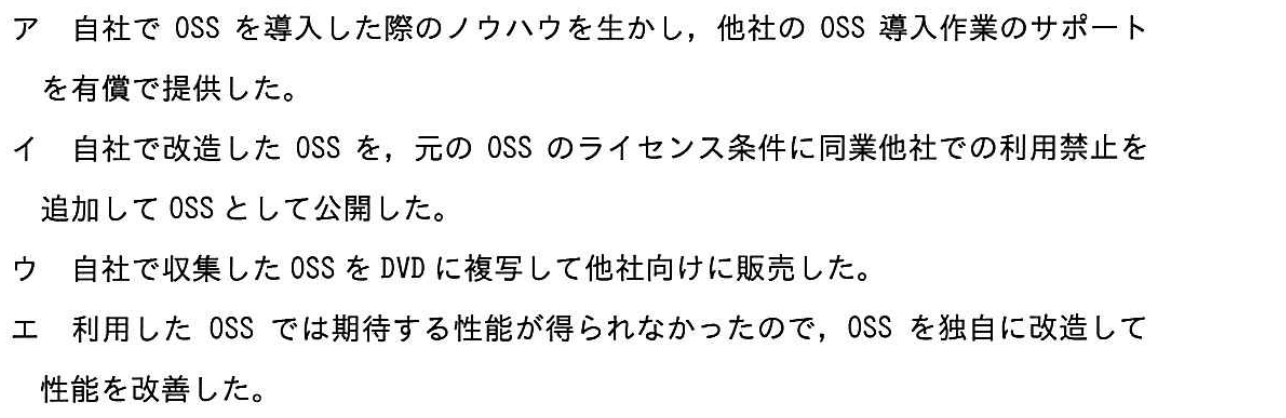 ア　自社で OSS を導入した際のノウハウを生かし，他社の OSS 導入作業のサポート
を有償で提供した。
イ　自社で改造した OSS を，元の OSS のライセンス条件に同業他社での利用禁止を
追加して OSS として公開した。
ウ　自社で収集した OSS を DVD に複写して他社向けに販売した。
エ　利用した OSS では期待する性能が得られなかったので，OSS を独自に改造して
性能を改善した。